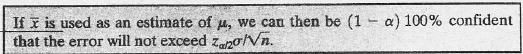 If x̄ is used as an estimate of μ, we can then be (1 − α) 100% confident
that the error will not exceed z_{α/2}σ/√n.